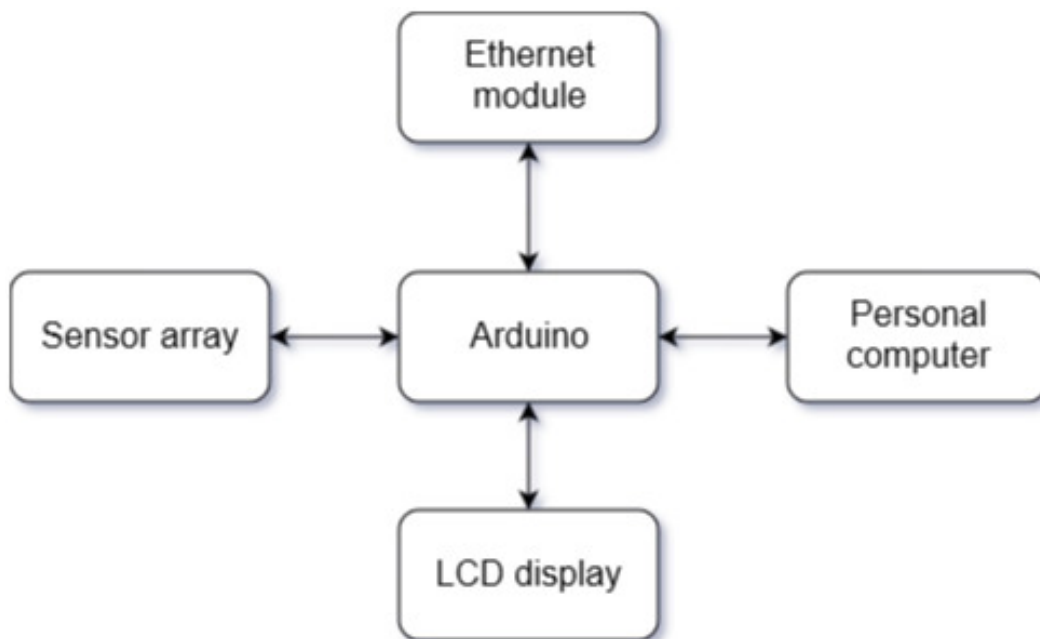 Ethernet
module
Sensor array
Arduino
Personal
computer
LCD display